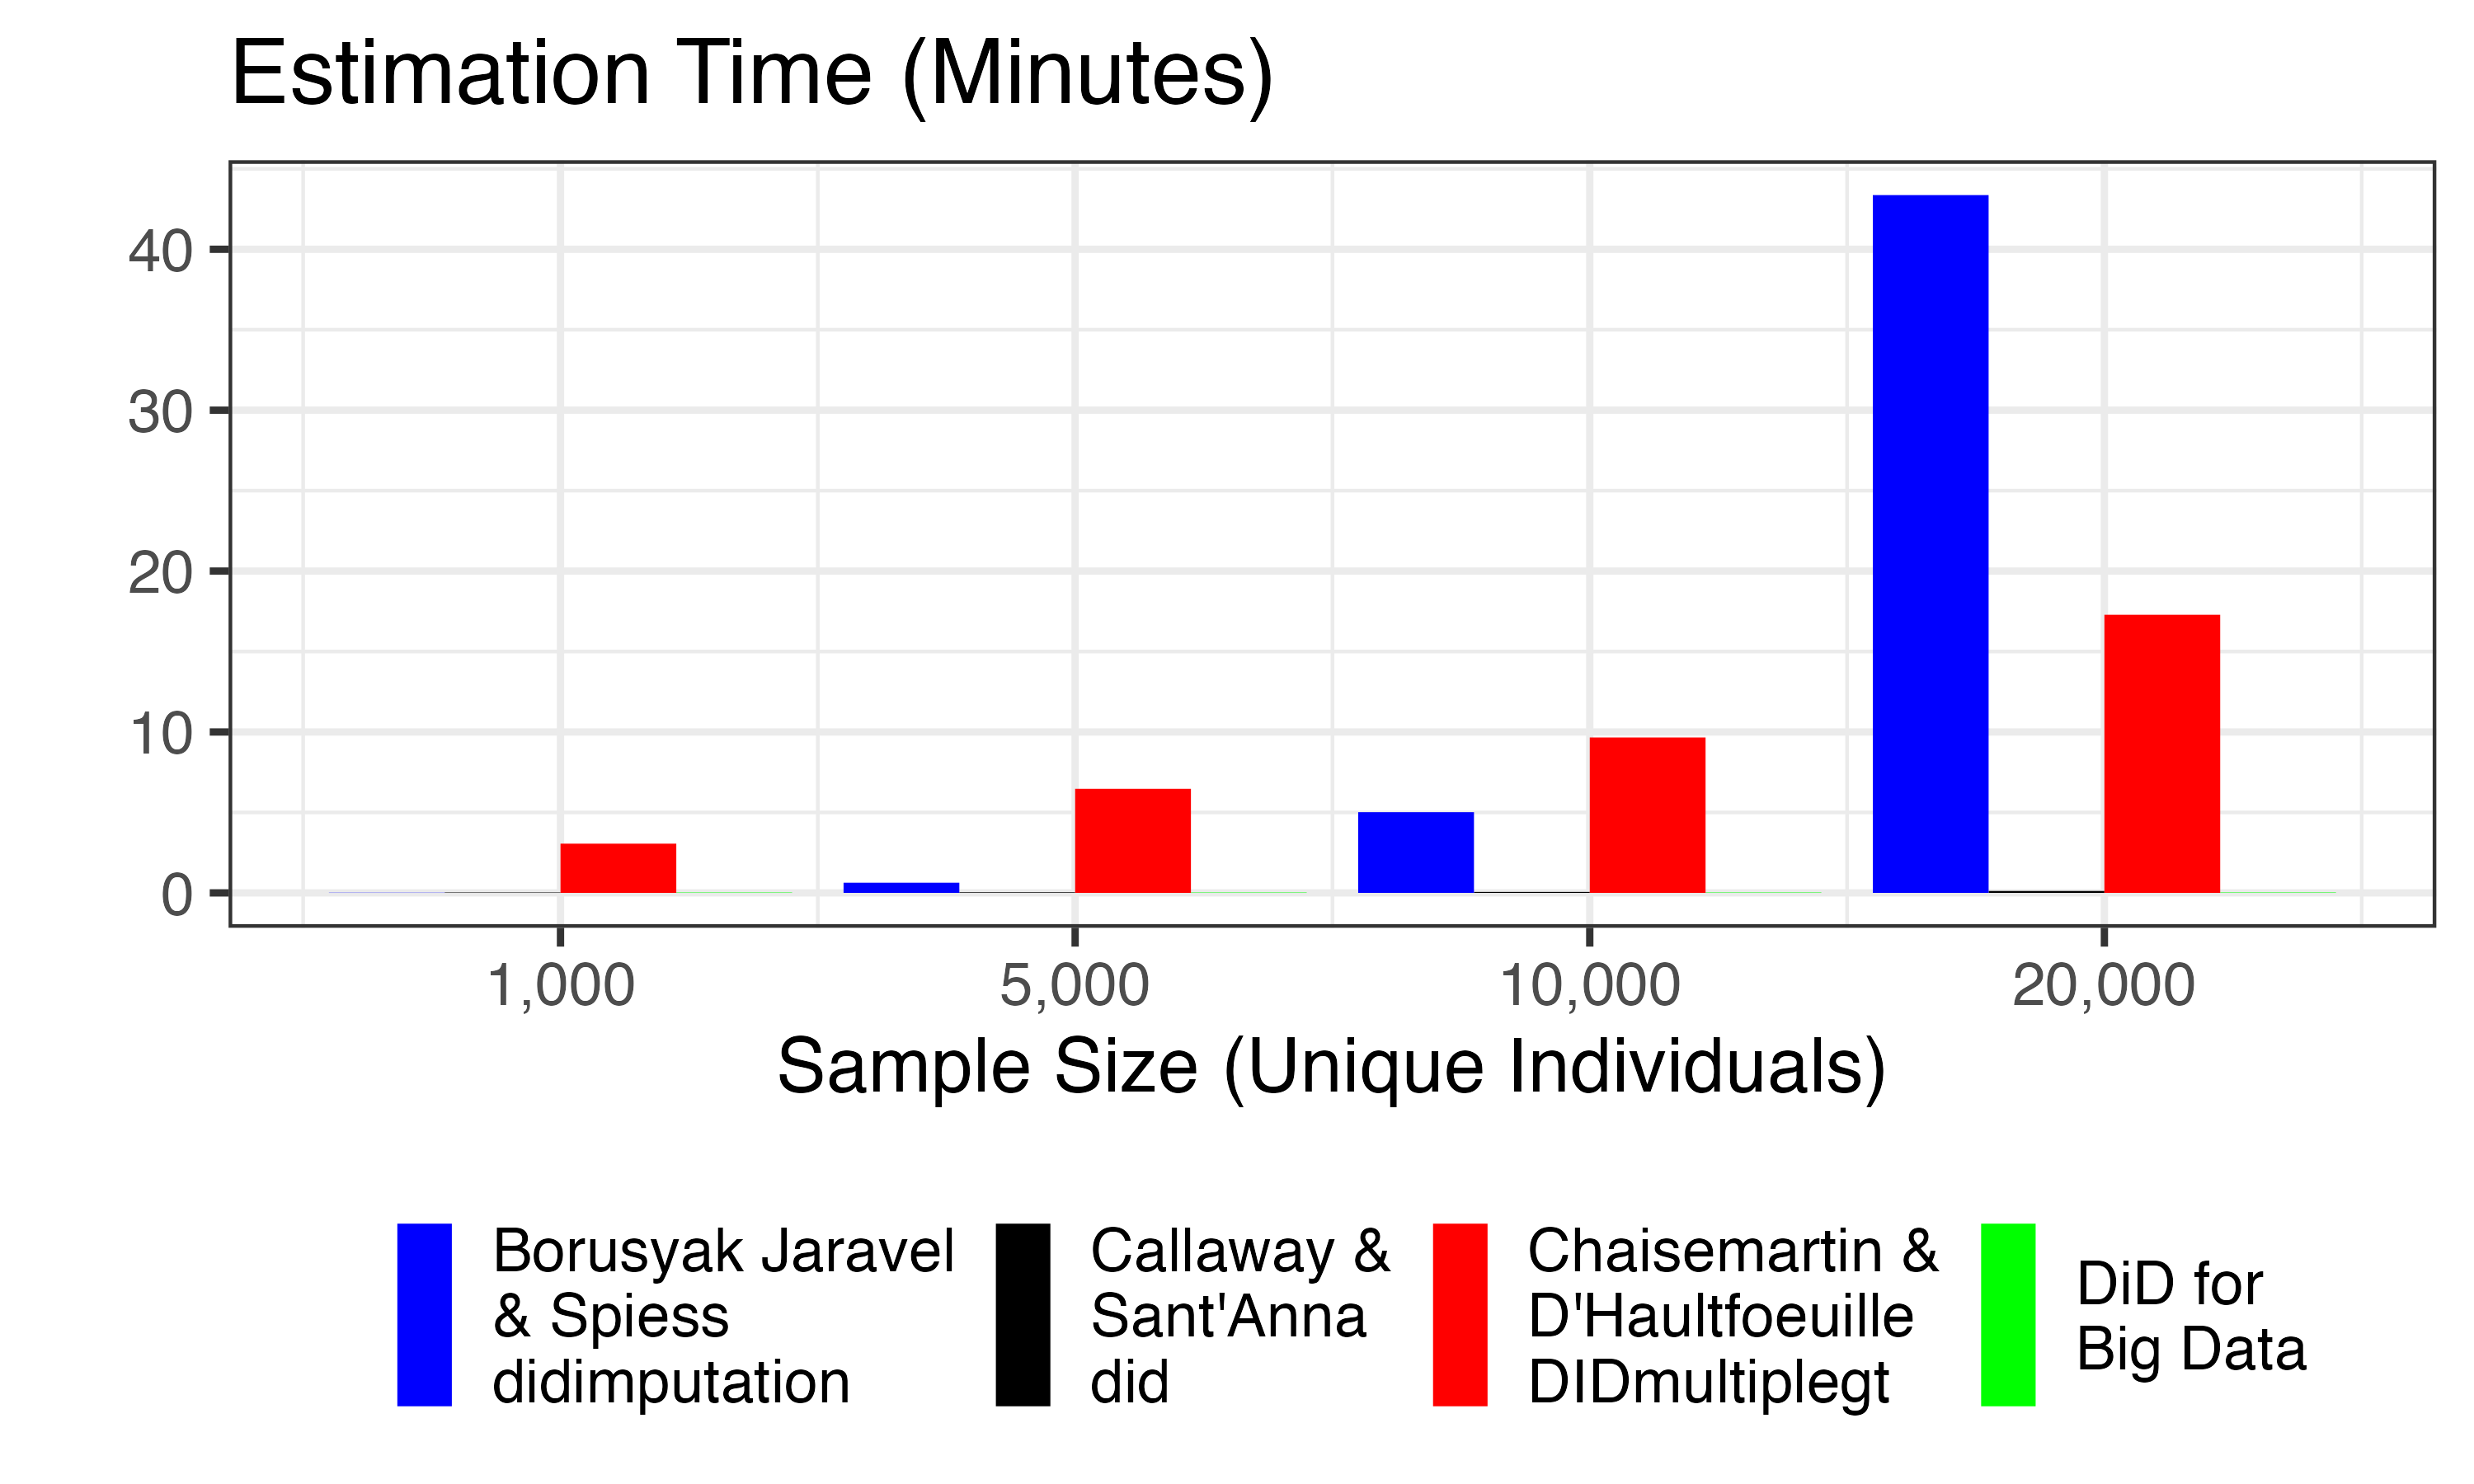 Estimation Time (Minutes)
40
30
20
10
0
1,000 5,000 10,000 20,000
Sample Size (Unique Individuals)
Borusyak Jaravel
& Spiess
didimputation
Callaway &
Sant'Anna
did
Chaisemartin &
D'Haultfoeuille
DIDmultiplegt
DiD for
Big Data